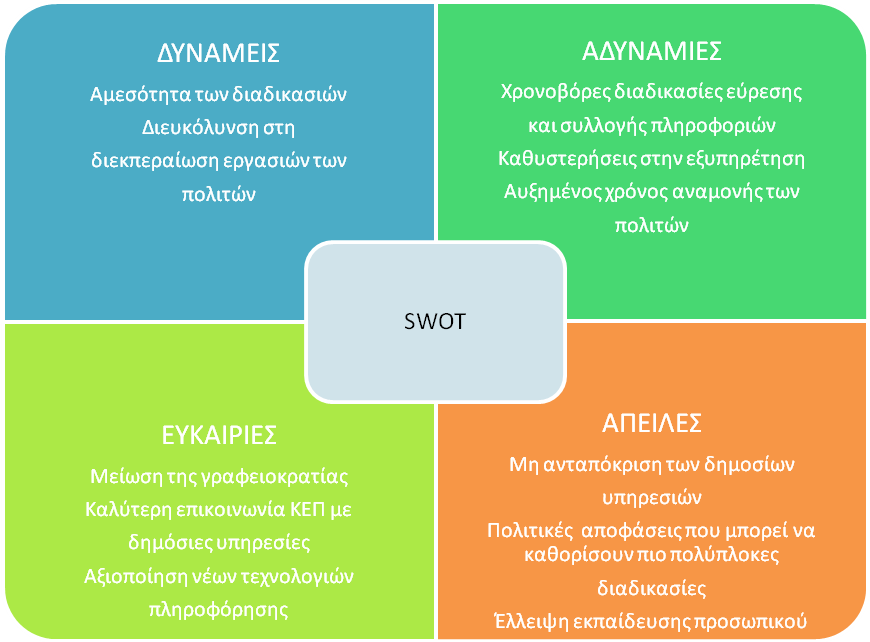 ΔΥΝΑΜΕΙΣ
Αμεσότητα των διαδικασιών
Διευκόλυνση στη
διεκπεραίωση εργασιών των
πολιτών
ΑΔΥΝΑΜΙΕΣ
Χρονοβόρες διαδικασίες εύρεσης
και συλλογής πληροφοριών
Καθυστερήσεις στην εξυπηρέτηση
Αυξημένος χρόνος αναμονής των
πολιτών
SWOT
ΕΥΚΑΙΡΙΕΣ
Μείωση της γραφειοκρατίας
Καλύτερη επικοινωνία ΚΕΠ με
δημόσιες υπηρεσίες
Αξιοποίηση νέων τεχνολογιών
πληροφόρησης
ΑΠΕΙΛΕΣ
Μη ανταπόκριση των δημοσίων
υπηρεσιών
Πολιτικές αποφάσεις που μπορεί να
καθορίσουν πιο πολύπλοκες
διαδικασίες
Έλλειψη εκπαίδευσης προσωπικού